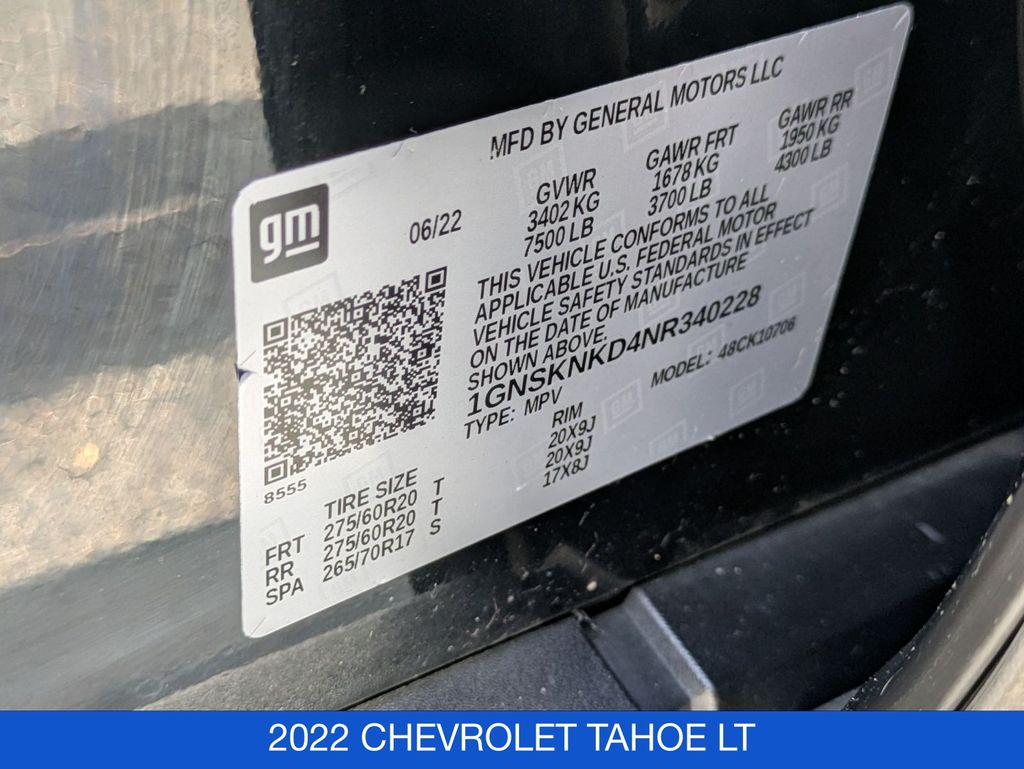 MFD BY GENERAL MOTORS LLC
gm
06/22
GVWR
3402 KG
7500 LB
GAWR FRT
1678 KG
3700 LB
GAWR RR
1950 KG
4300 LB
THIS VEHICLE CONFORMS TO ALL
APPLICABLE U.S. FEDERAL MOTOR
VEHICLE SAFETY STANDARDS IN EFFECT
ON THE DATE OF MANUFACTURE
SHOWN ABOVE.
1GNSKNKD4NR340228
TYPE: MPV
MODEL: 48CK10706
8555
TIRE SIZE
RIM
FRT 275/60R20 T 20X9J
RR 275/60R20 T 20X9J
SPA 265/70R17 S 17X8J
2022 CHEVROLET TAHOE LT